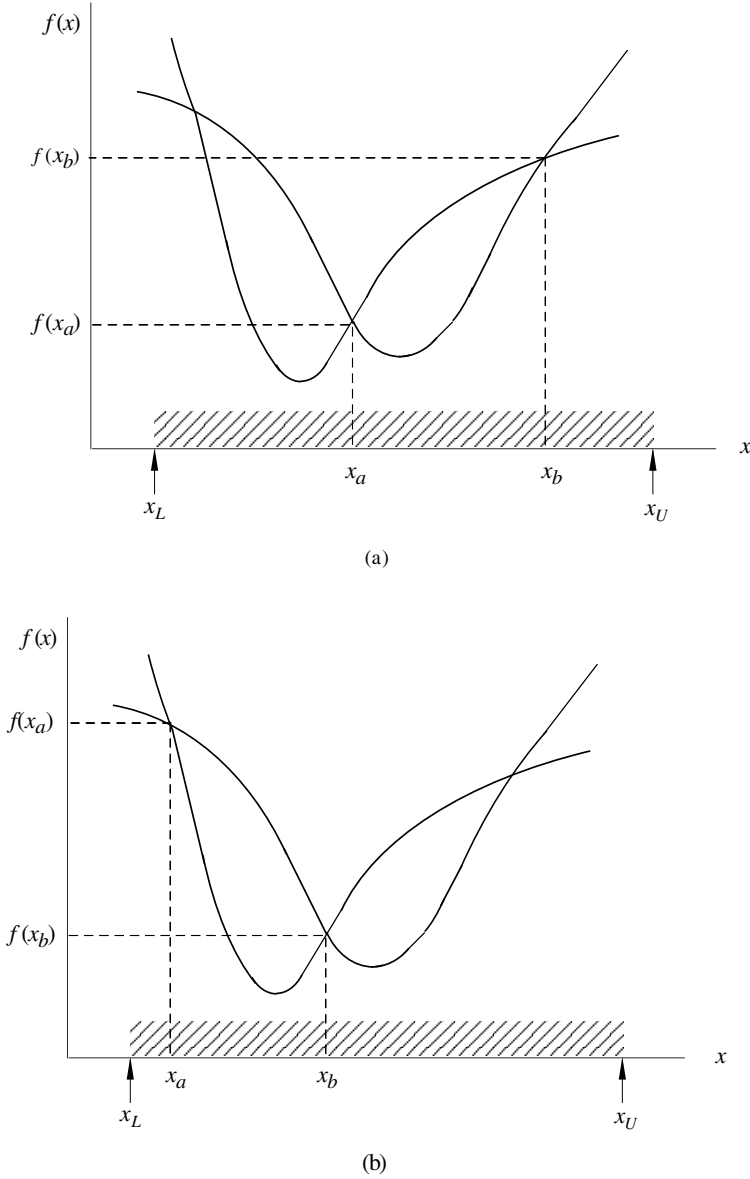 f(x)
f(x_b)
f(x_a)
x
x_a
x_b
x_L
x_U
(a)
f(x)
f(x_a)
f(x_b)
x
x_a
x_b
x_L
x_U
(b)